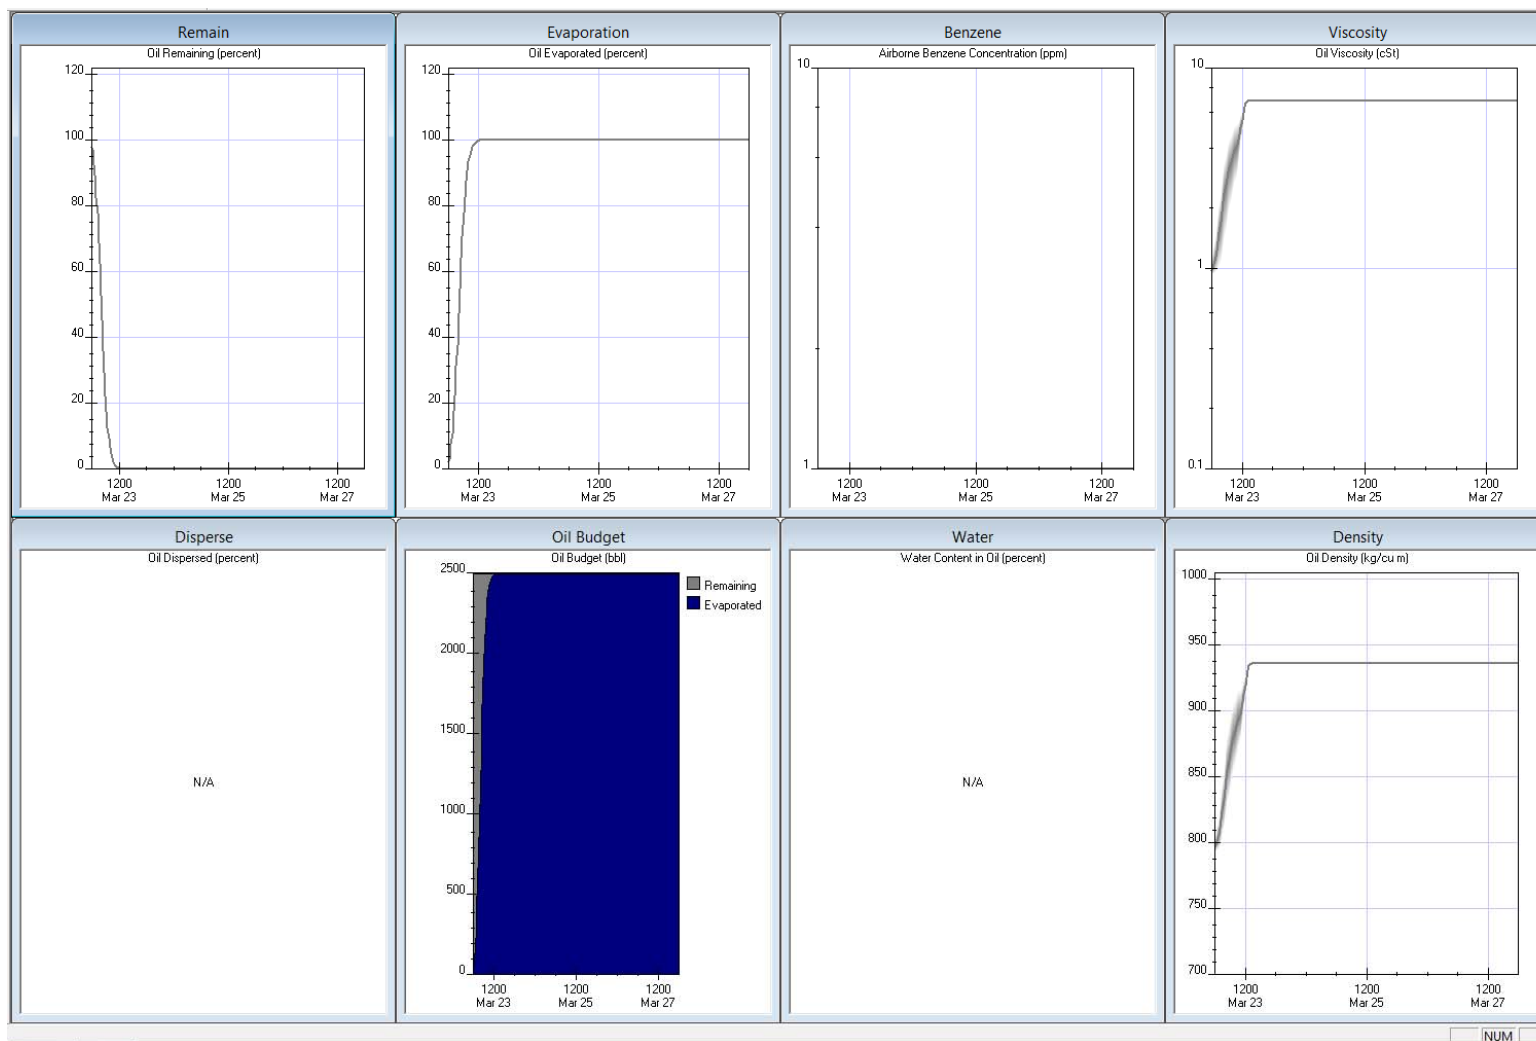 Remain
Oil Remaining (percent)
120
100
80
60
40
20
0
1200 1200 1200
Mar 23 Mar 25 Mar 27
Evaporation
Oil Evaporated (percent)
120
100
80
60
40
20
0
1200 1200 1200
Mar 23 Mar 25 Mar 27
Benzene
Airborne Benzene Concentration (ppm)
10
1
1200 1200 1200
Mar 23 Mar 25 Mar 27
Viscosity
Oil Viscosity (cSt)
10
1
0.1
1200 1200 1200
Mar 23 Mar 25 Mar 27
Disperse
Oil Dispersed (percent)
N/A
Oil Budget
Oil Budget (bbl)
2500
2000
1500
1000
500
0
1200 1200 1200
Mar 23 Mar 25 Mar 27
Remaining
Evaporated
Water
Water Content in Oil (percent)
N/A
Density
Oil Density (kg/cu m)
1000
950
900
850
800
750
700
1200 1200 1200
Mar 23 Mar 25 Mar 27
NUM